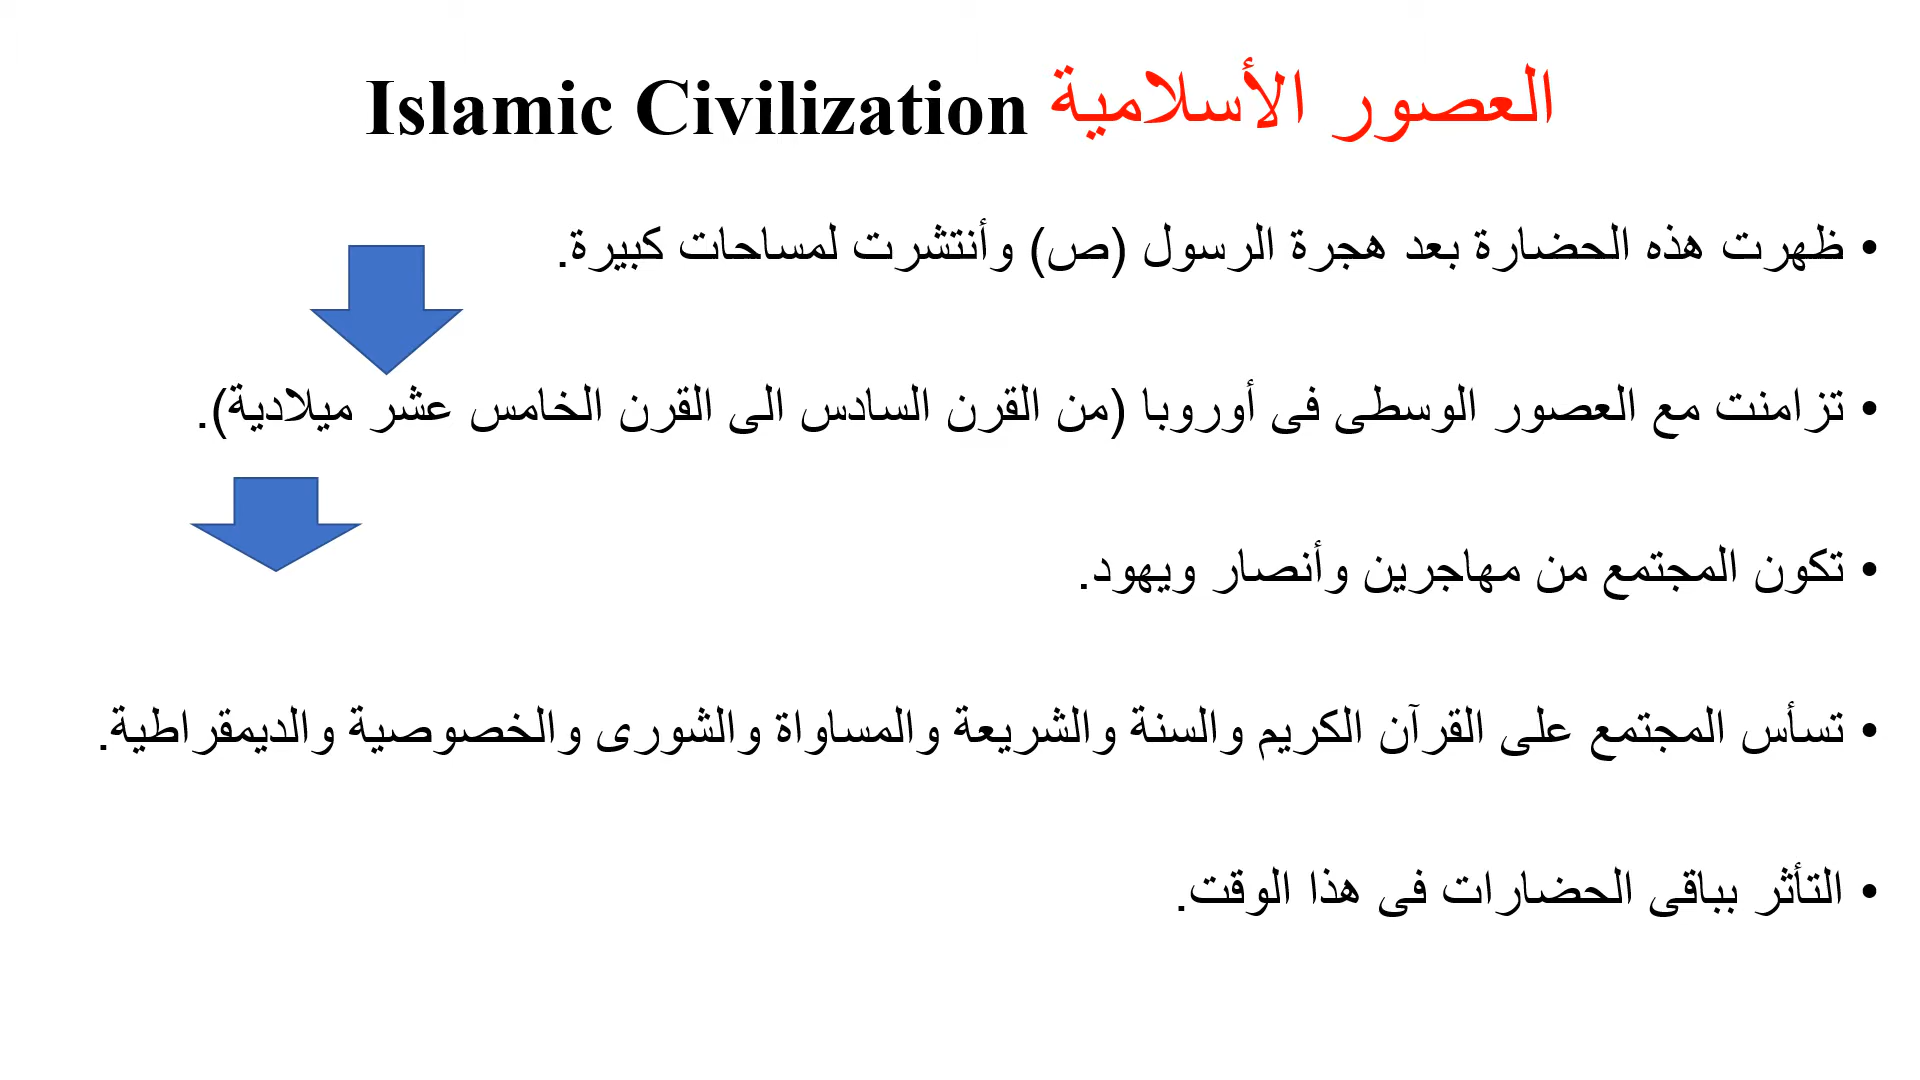 العصور الأسلامية Islamic Civilization
• ظهرت هذه الحضارة بعد هجرة الرسول (ص) وأنتشرت لمساحات كبيرة.
• تزامنت مع العصور الوسطى فى أوروبا (من القرن السادس الى القرن الخامس عشر ميلادية).
• تكون المجتمع من مهاجرين وأنصار ويهود.
• تسأس المجتمع على القرآن الكريم والسنة والشريعة والمساواة والشورى والخصوصية والديمقراطية.
• التأثر بباقى الحضارات فى هذا الوقت.